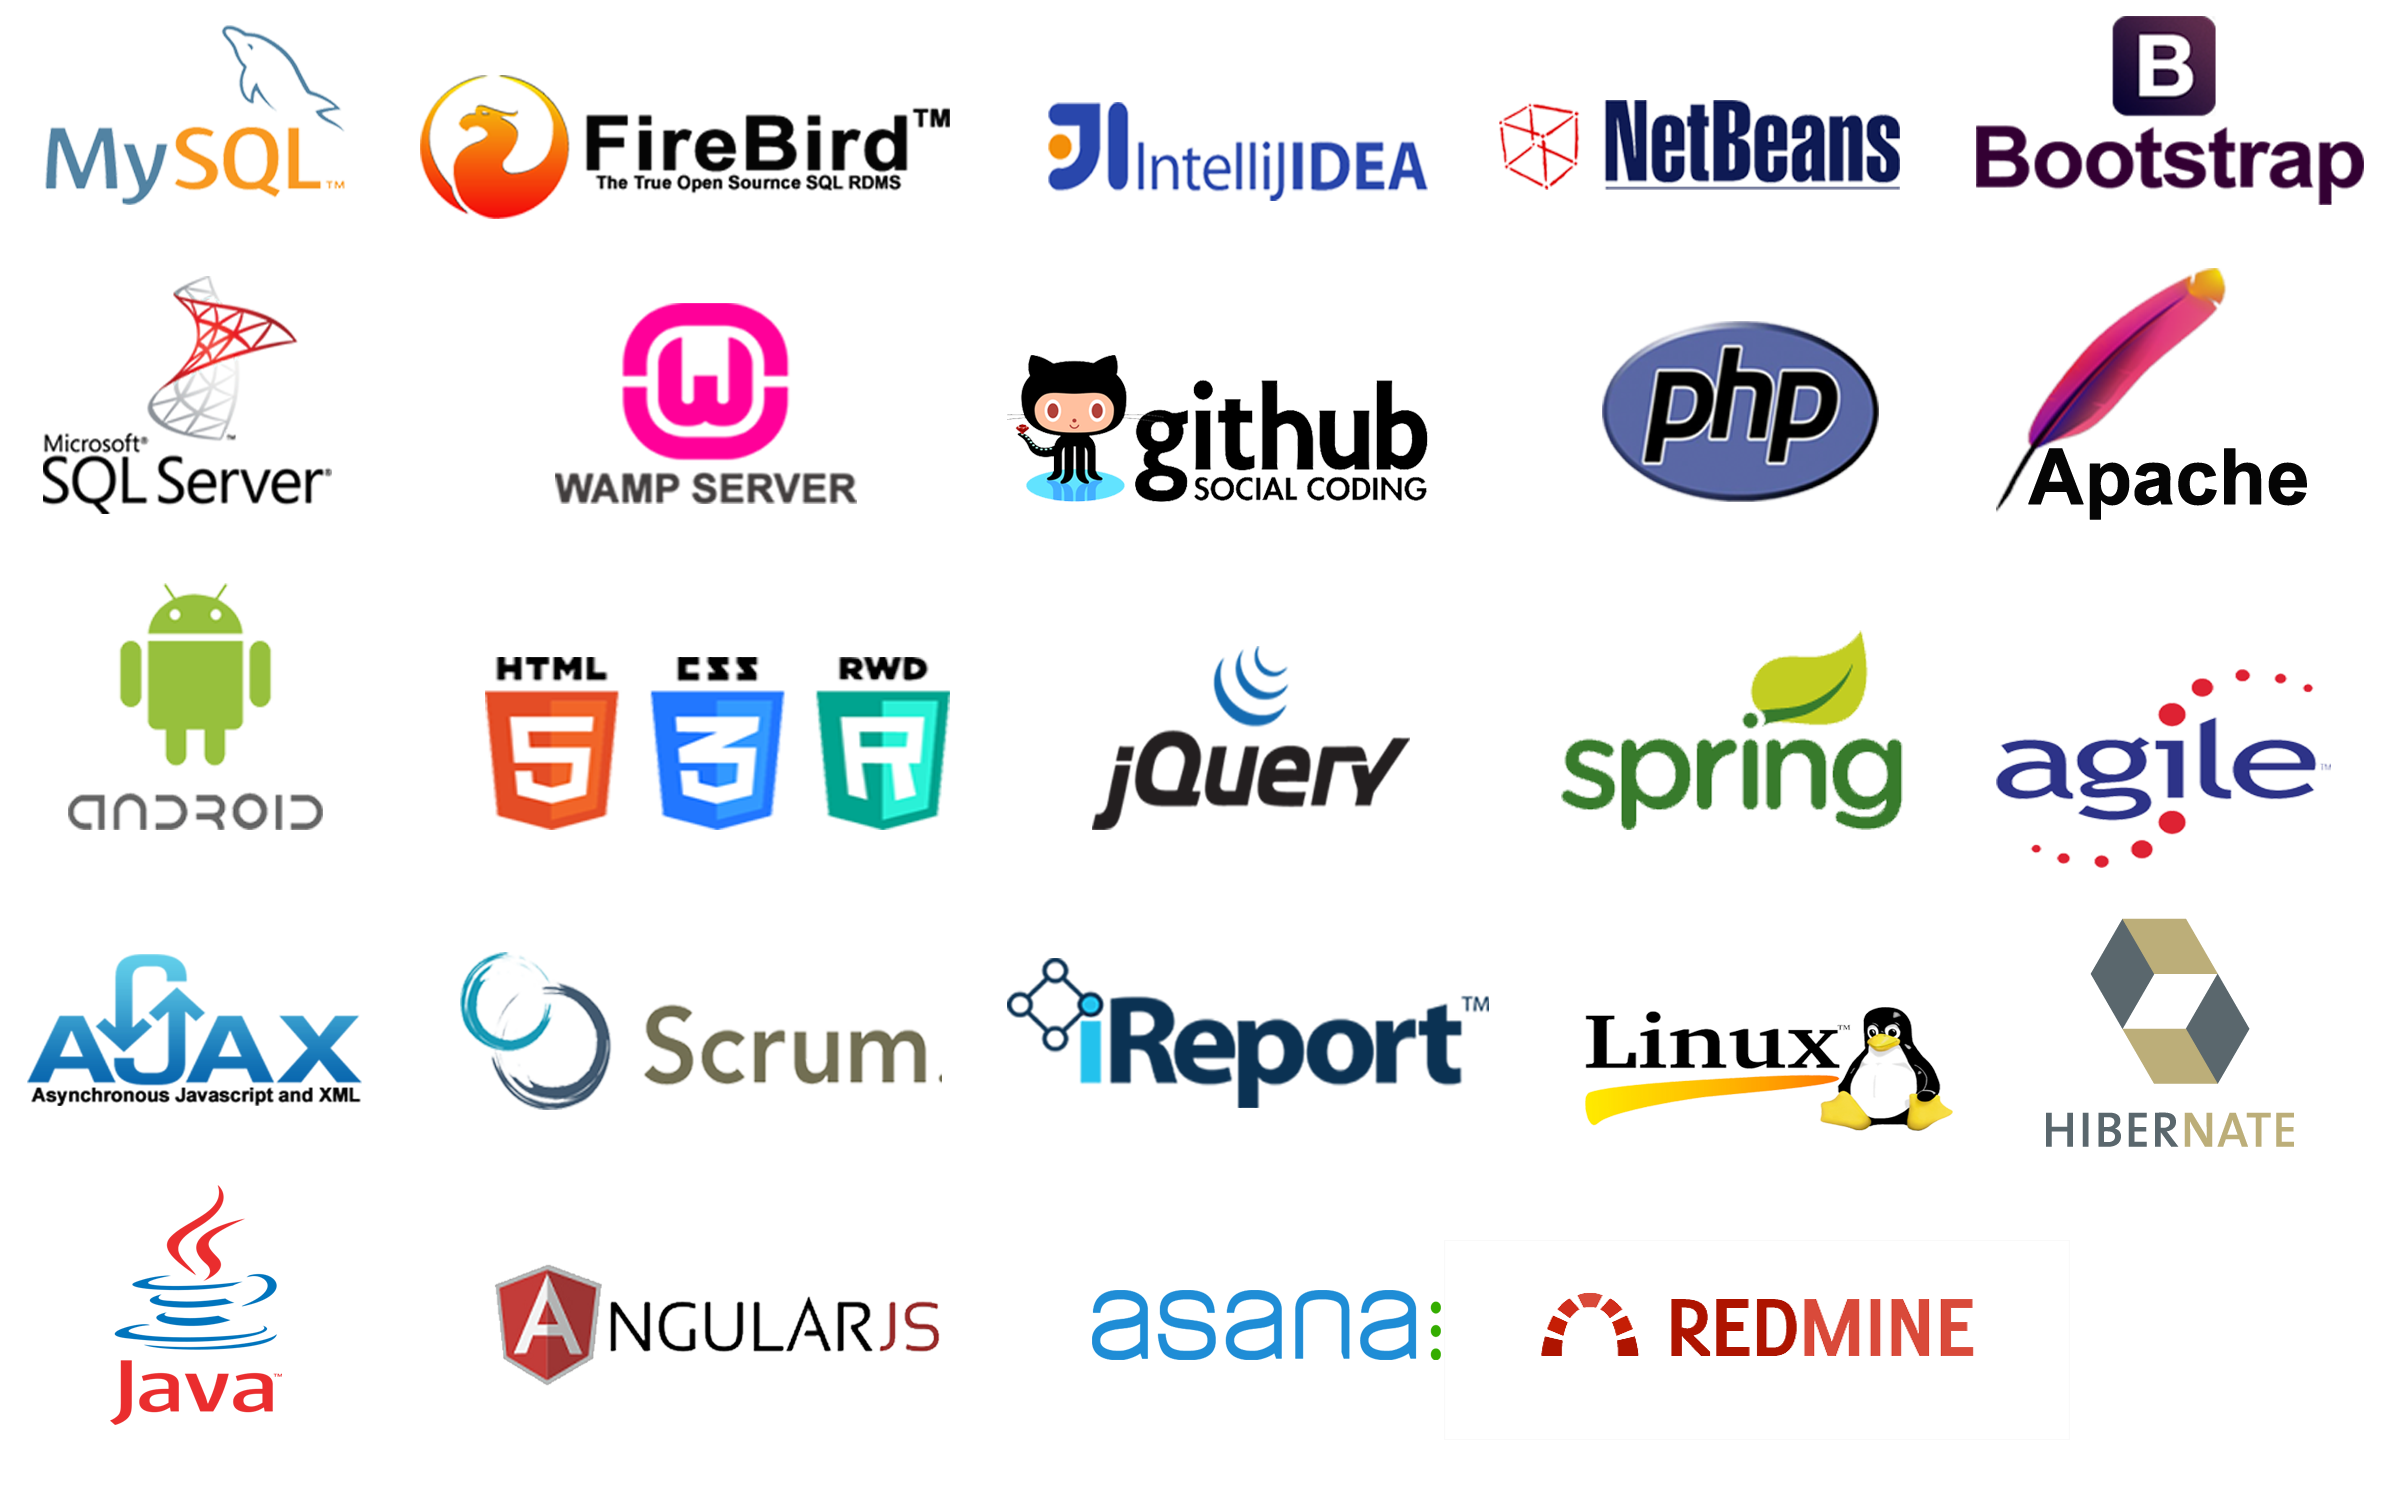 MySQL™
FireBird™
The True Open Sournce SQL RDMS
IntelliJIDEA
NetBeans
B
Bootstrap
Microsoft®
SQL Server®
W
WAMP SERVER
github
SOCIAL CODING
php
Apache
ANDROID
HTML CSS RWD
5 3 R
jQuery
spring
agile™
AJAX
Asynchronous Javascript and XML
Scrum.
iReport™
Linux™
HIBERNATE
Java™
ANGULARJS
asana:
REDMINE